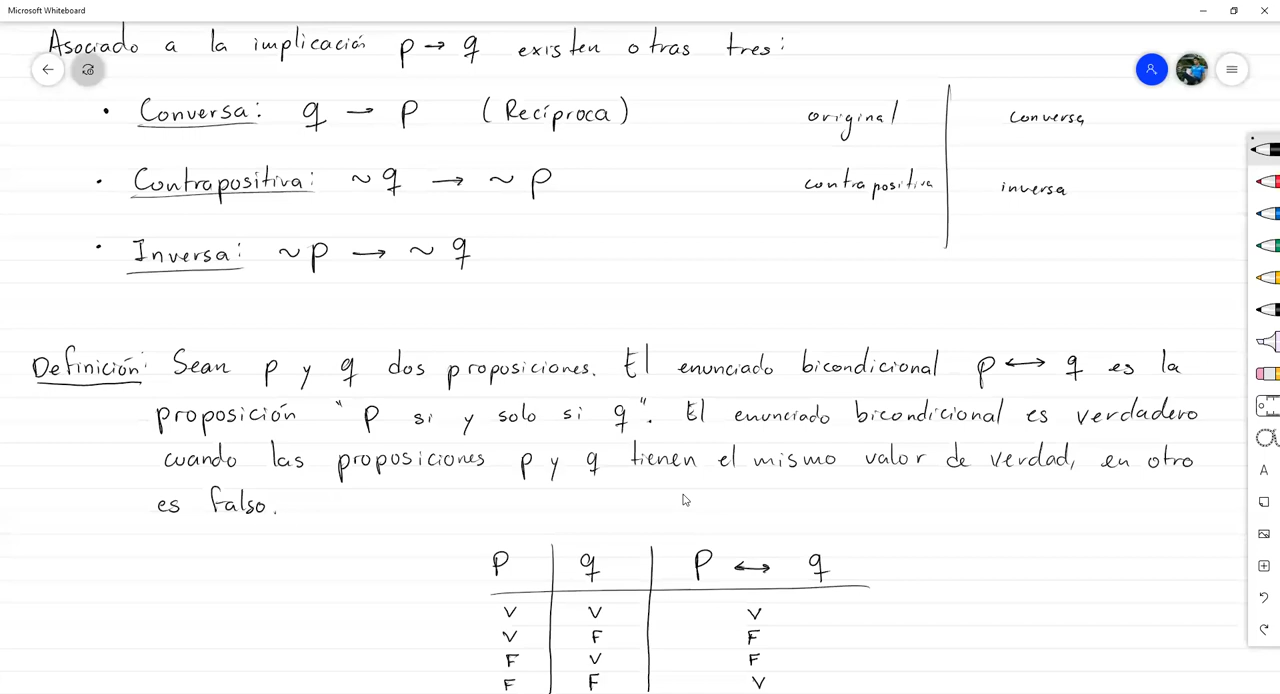 Microsoft Whiteboard
Asociado a la implicación p → q existen otras tres:
• Conversa: q → p (Recíproca)
• Contrapositiva: ~q → ~p
• Inversa: ~p → ~q
original | conversa
contrapositiva | inversa
Definición: Sean p y q dos proposiciones. El enunciado bicondicional p ↔ q es la
proposición "p si y solo si q". El enunciado bicondicional es verdadero
cuando las proposiciones p y q tienen el mismo valor de verdad, en otro
es falso.
P | q | P ↔ q
V | V | V
V | F | F
F | V | F
F | F | V
A